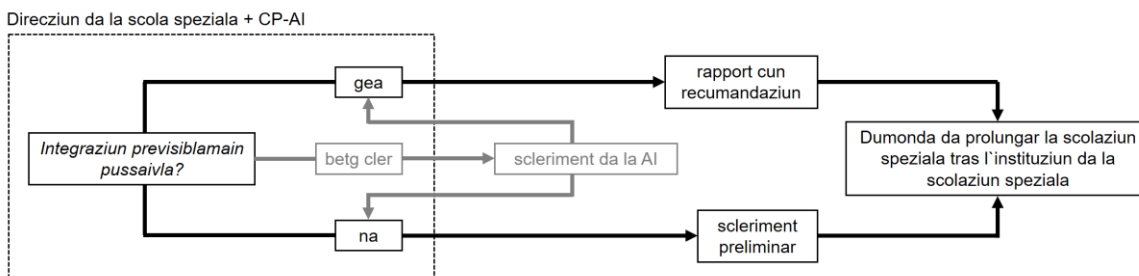 Direcziun da la scola speziala + CP-AI
gea
rapport cun
recumandaziun
Integraziun previsiblamain
pussaivla?
betg cler
scleriment da la AI
Dumonda da prolungar la scolaziun
speziala tras l`instituziun da la
scolaziun speziala
na
scleriment
preliminar